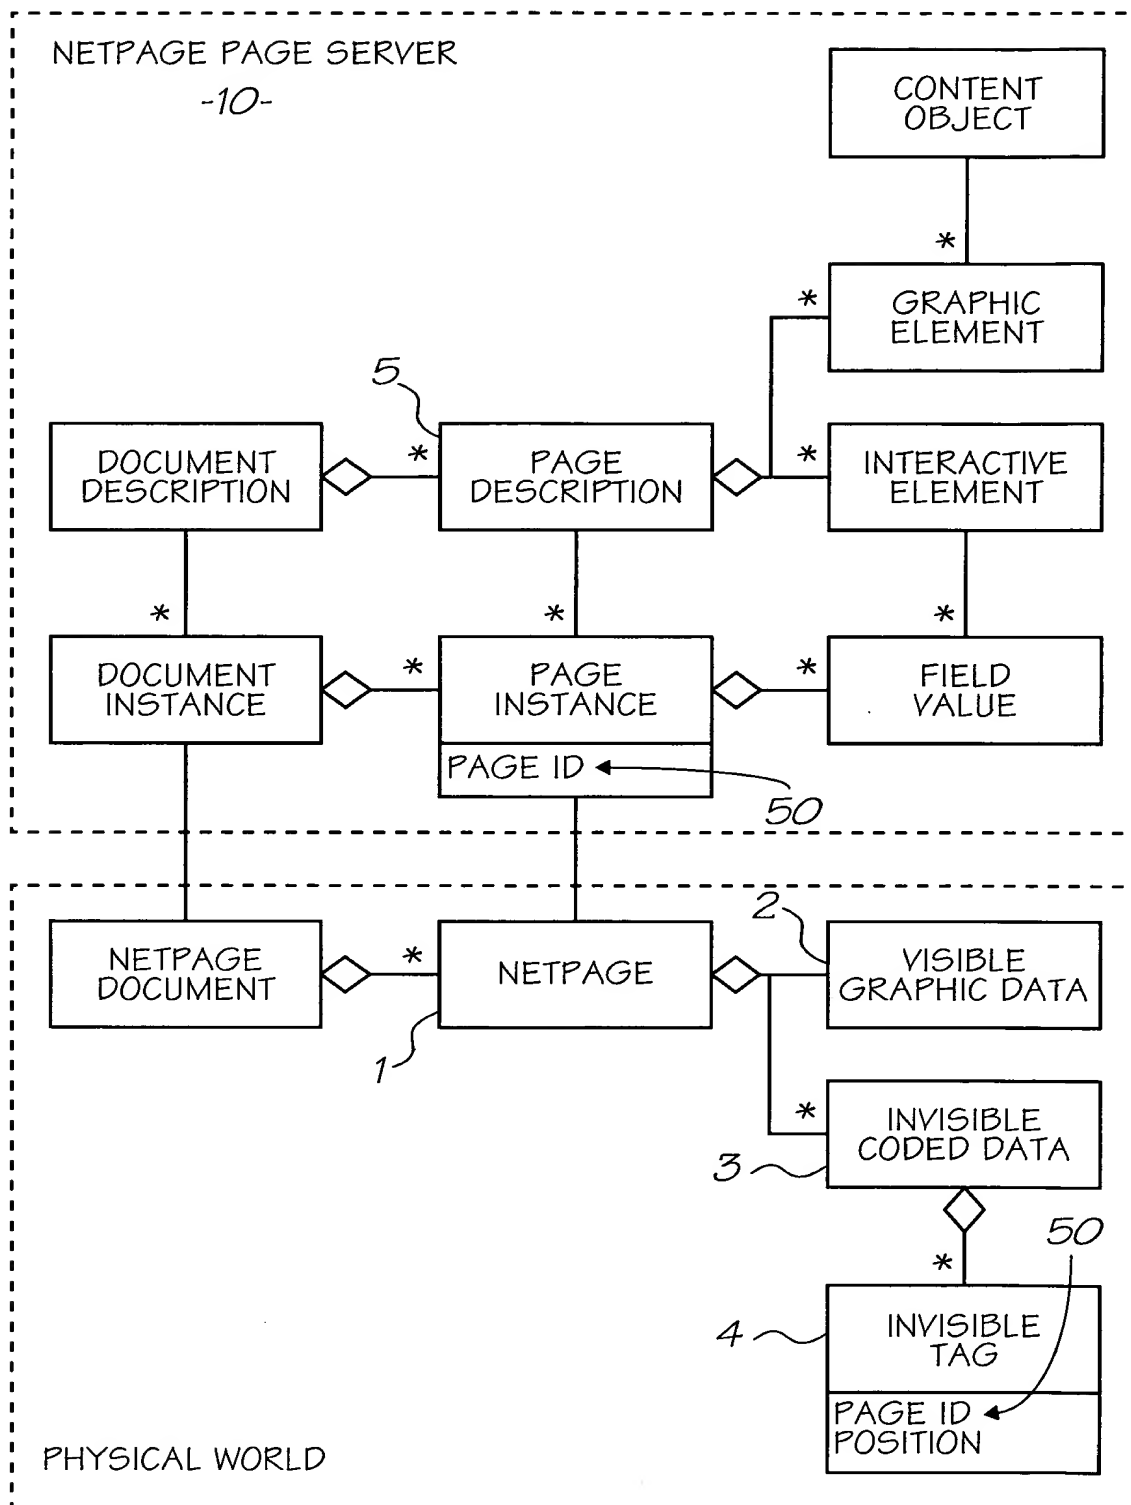 NETPAGE PAGE SERVER
-10-
CONTENT
OBJECT
*
*
GRAPHIC
ELEMENT
5
DOCUMENT
DESCRIPTION
*
PAGE
DESCRIPTION
*
INTERACTIVE
ELEMENT
*
*
*
DOCUMENT
INSTANCE
*
PAGE
INSTANCE
*
FIELD
VALUE
PAGE ID
50
2
NETPAGE
DOCUMENT
*
NETPAGE
VISIBLE
GRAPHIC DATA
1
*
INVISIBLE
CODED DATA
3
50
*
4
INVISIBLE
TAG
PAGE ID
POSITION
PHYSICAL WORLD